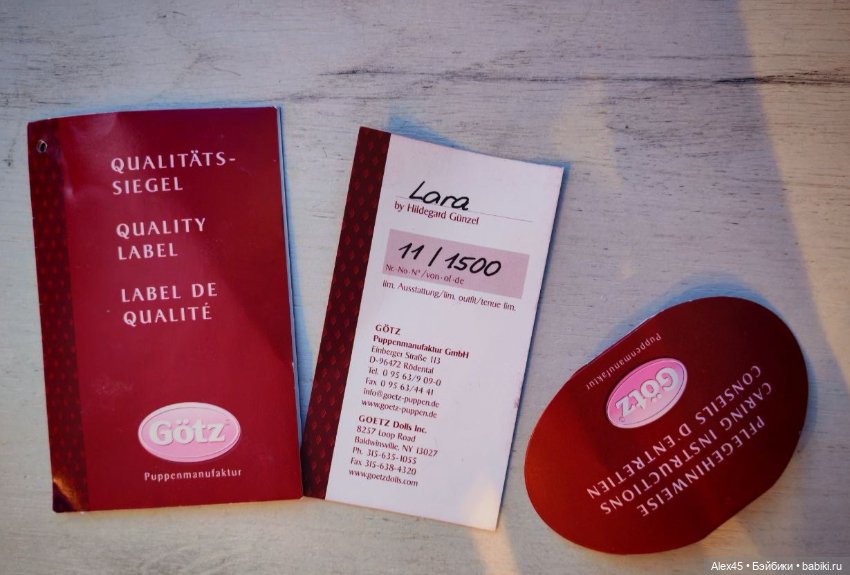 QUALITÄTS-
SIEGEL
QUALITY
LABEL
LABEL DE
QUALITÉ
Götz
Puppenmanufaktur
Lara
by Hildegard Günzel
11/1500
Nr.·No·N°/von·of·de
lim. Ausstattung/lim. outfit/tenue lim.
GÖTZ
Puppenmanufaktur GmbH
Einberger Straße 113
D-96472 Rödental
Tel 0 95 63/9 09-0
Fax 0 95 63/44 41
info@goetz-puppen.de
www.goetz-puppen.de
GOETZ Dolls Inc.
8257 Loop Road
Baldwinsville, NY 13027
Ph. 315-635-1055
Fax 315-638-4320
www.goetzdolls.com
PFLEGEHINWEISE
CARING INSTRUCTIONS
CONSEILS D'ENTRETIEN
Götz
Puppenmanufaktur
Alex45 • Бэйбики • babiki.ru